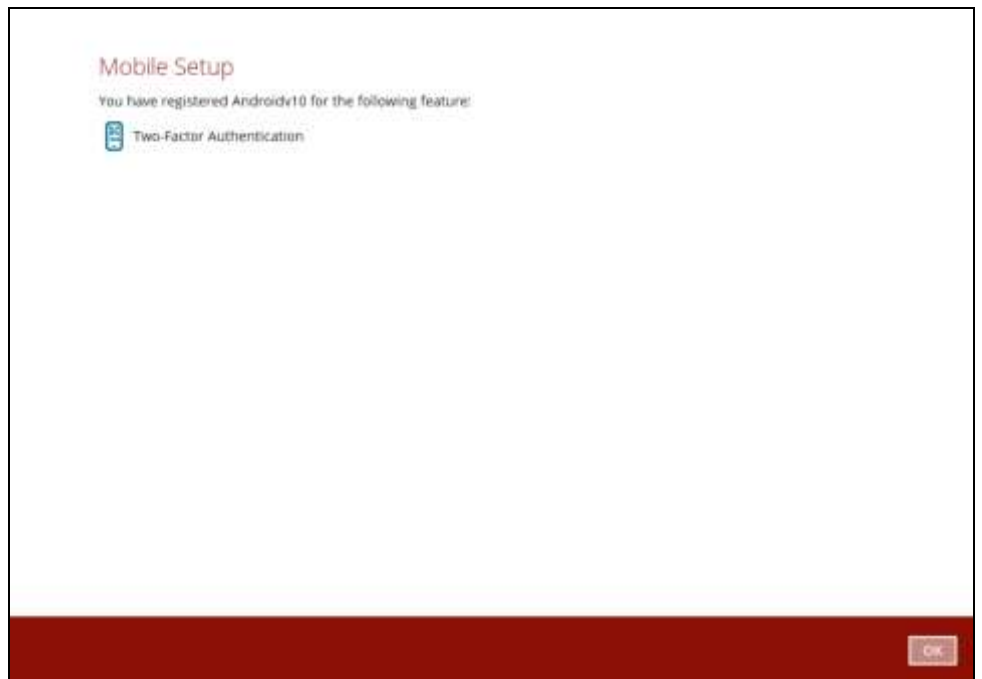 Mobile Setup
You have registered Androidv10 for the following feature:
Two-Factor Authentication
OK